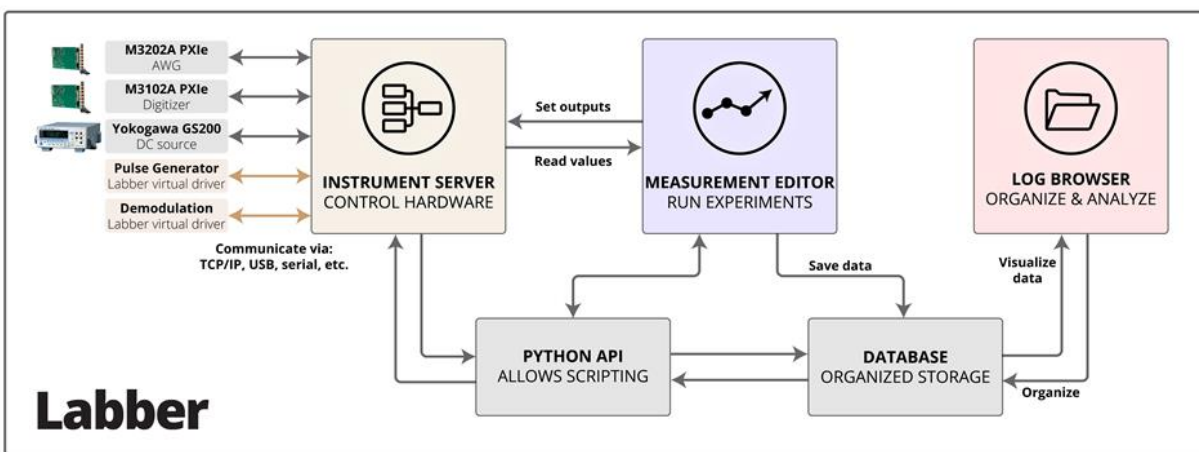 M3202A PXIe
AWG
M3102A PXIe
Digitizer
Yokogawa GS200
DC source
Pulse Generator
Labber virtual driver
Demodulation
Labber virtual driver
Communicate via:
TCP/IP, USB, serial, etc.
INSTRUMENT SERVER
CONTROL HARDWARE
Set outputs
Read values
MEASUREMENT EDITOR
RUN EXPERIMENTS
LOG BROWSER
ORGANIZE & ANALYZE
Save data
Visualize
data
PYTHON API
ALLOWS SCRIPTING
DATABASE
ORGANIZED STORAGE
Organize
Labber